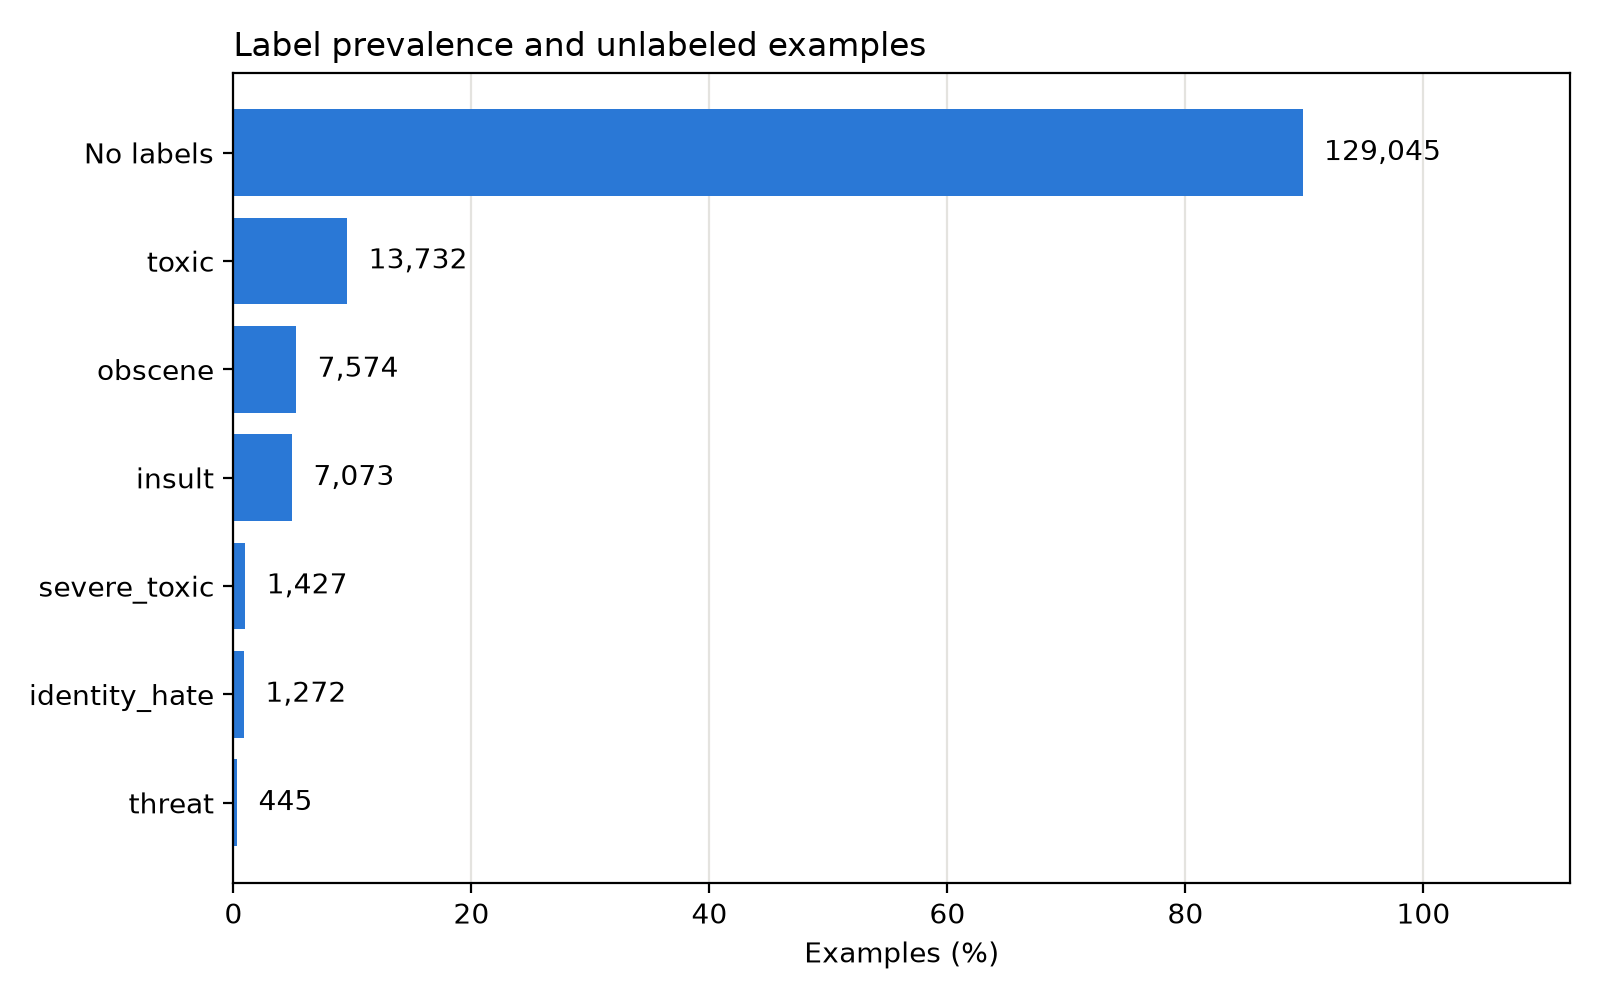 Label prevalence and unlabeled examples
No labels 129,045
toxic 13,732
obscene 7,574
insult 7,073
severe_toxic 1,427
identity_hate 1,272
threat 445
0 20 40 60 80 100
Examples (%)